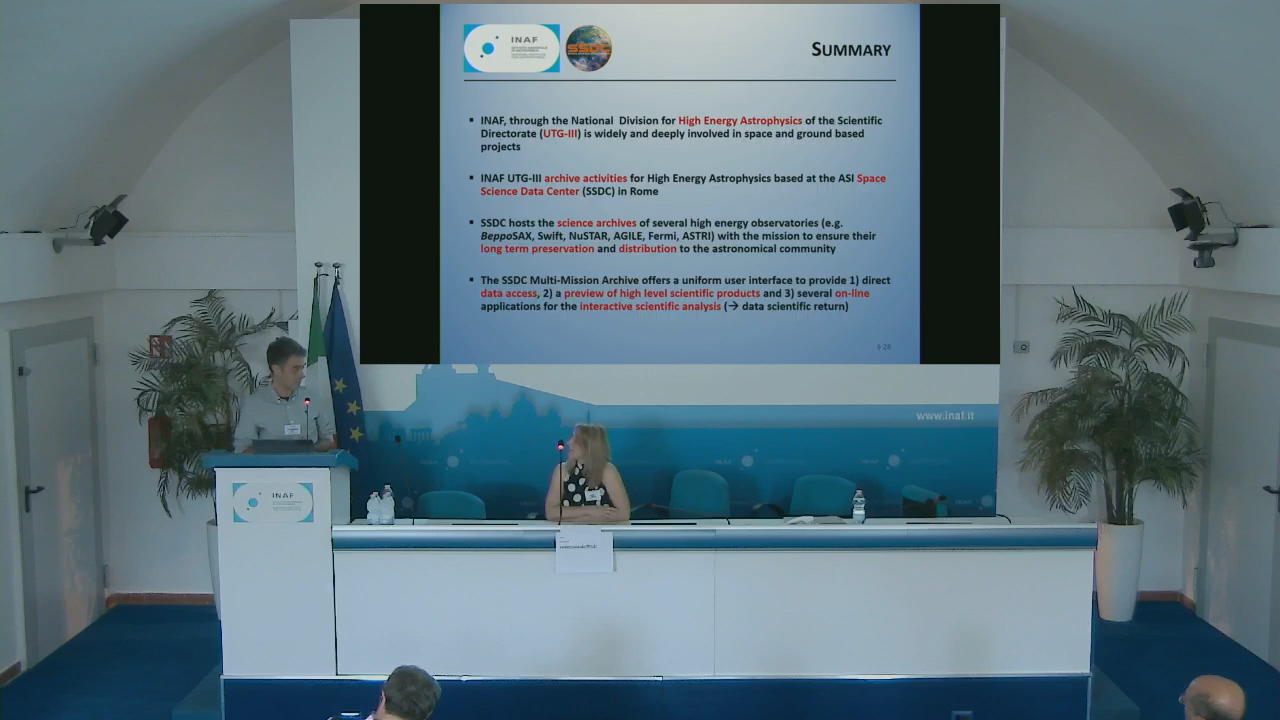 INAF
SSDC
SUMMARY
▪ INAF, through the National Division for High Energy Astrophysics of the Scientific
Directorate (UTG-III) is widely and deeply involved in space and ground based
projects
▪ INAF UTG-III archive activities for High Energy Astrophysics based at the ASI Space
Science Data Center (SSDC) in Rome
▪ SSDC hosts the science archives of several high energy observatories (e.g.
BeppoSAX, Swift, NuSTAR, AGILE, Fermi, ASTRI) with the mission to ensure their
long term preservation and distribution to the astronomical community
▪ The SSDC Multi-Mission Archive offers a uniform user interface to provide 1) direct
data access, 2) a preview of high level scientific products and 3) several on-line
applications for the interactive scientific analysis (→ data scientific return)
www.inaf.it
INAF